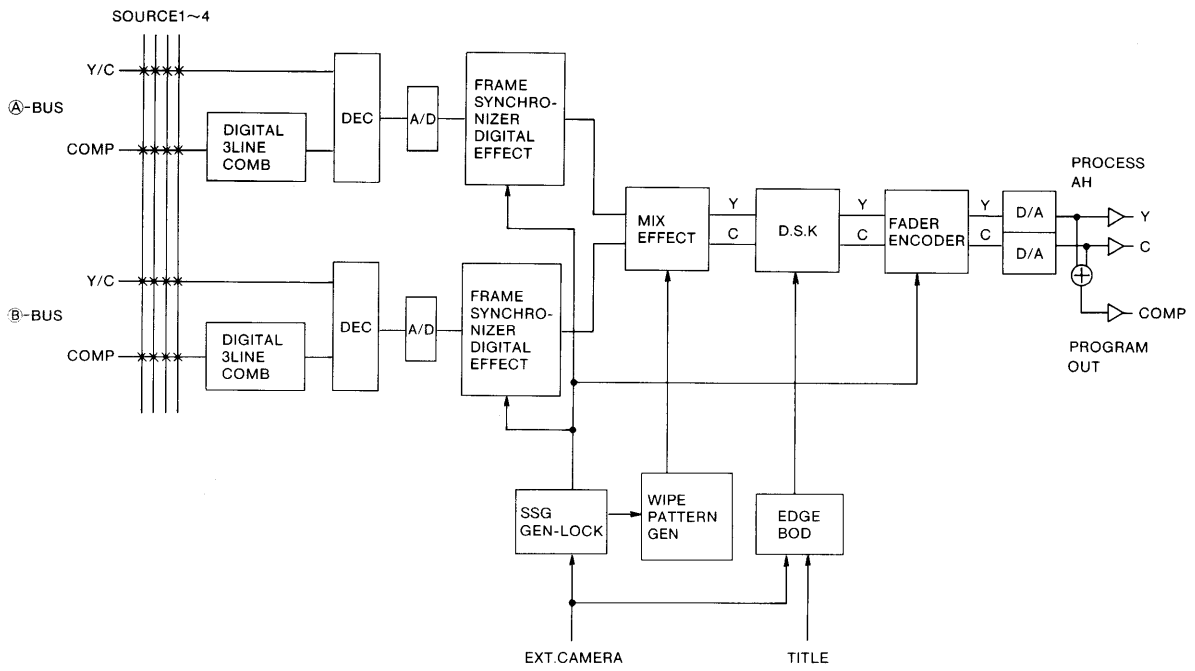 SOURCE1~4
Y/C
Ⓐ-BUS
COMP
DIGITAL
3LINE
COMB
DEC
A/D
FRAME
SYNCHRO-
NIZER
DIGITAL
EFFECT
Y/C
Ⓑ-BUS
COMP
DIGITAL
3LINE
COMB
DEC
A/D
FRAME
SYNCHRO-
NIZER
DIGITAL
EFFECT
MIX
EFFECT
Y
C
D.S.K
Y
C
FADER
ENCODER
Y
C
D/A
D/A
PROCESS
AH
Y
C
COMP
PROGRAM
OUT
SSG
GEN-LOCK
WIPE
PATTERN
GEN
EDGE
BOD
EXT.CAMERA
TITLE